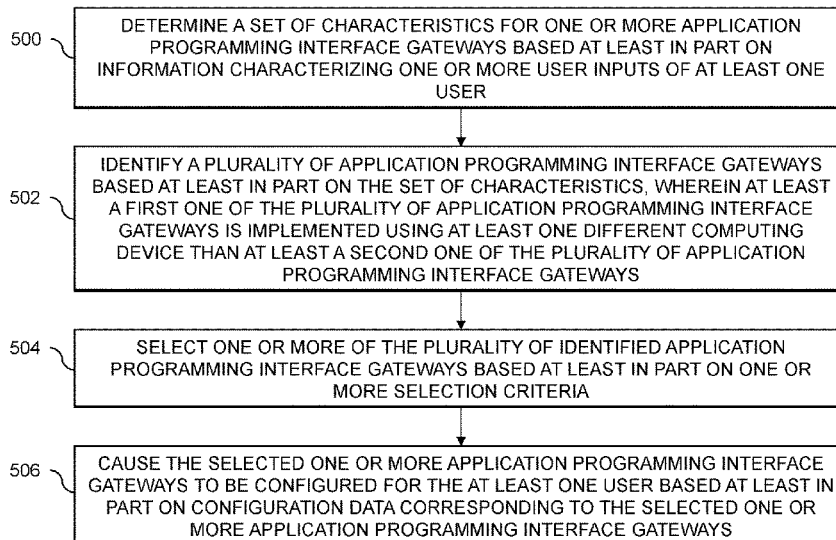 500
DETERMINE A SET OF CHARACTERISTICS FOR ONE OR MORE APPLICATION
PROGRAMMING INTERFACE GATEWAYS BASED AT LEAST IN PART ON
INFORMATION CHARACTERIZING ONE OR MORE USER INPUTS OF AT LEAST ONE
USER
502
IDENTIFY A PLURALITY OF APPLICATION PROGRAMMING INTERFACE GATEWAYS
BASED AT LEAST IN PART ON THE SET OF CHARACTERISTICS, WHEREIN AT LEAST
A FIRST ONE OF THE PLURALITY OF APPLICATION PROGRAMMING INTERFACE
GATEWAYS IS IMPLEMENTED USING AT LEAST ONE DIFFERENT COMPUTING
DEVICE THAN AT LEAST A SECOND ONE OF THE PLURALITY OF APPLICATION
PROGRAMMING INTERFACE GATEWAYS
504
SELECT ONE OR MORE OF THE PLURALITY OF IDENTIFIED APPLICATION
PROGRAMMING INTERFACE GATEWAYS BASED AT LEAST IN PART ON ONE OR
MORE SELECTION CRITERIA
506
CAUSE THE SELECTED ONE OR MORE APPLICATION PROGRAMMING INTERFACE
GATEWAYS TO BE CONFIGURED FOR THE AT LEAST ONE USER BASED AT LEAST IN
PART ON CONFIGURATION DATA CORRESPONDING TO THE SELECTED ONE OR
MORE APPLICATION PROGRAMMING INTERFACE GATEWAYS